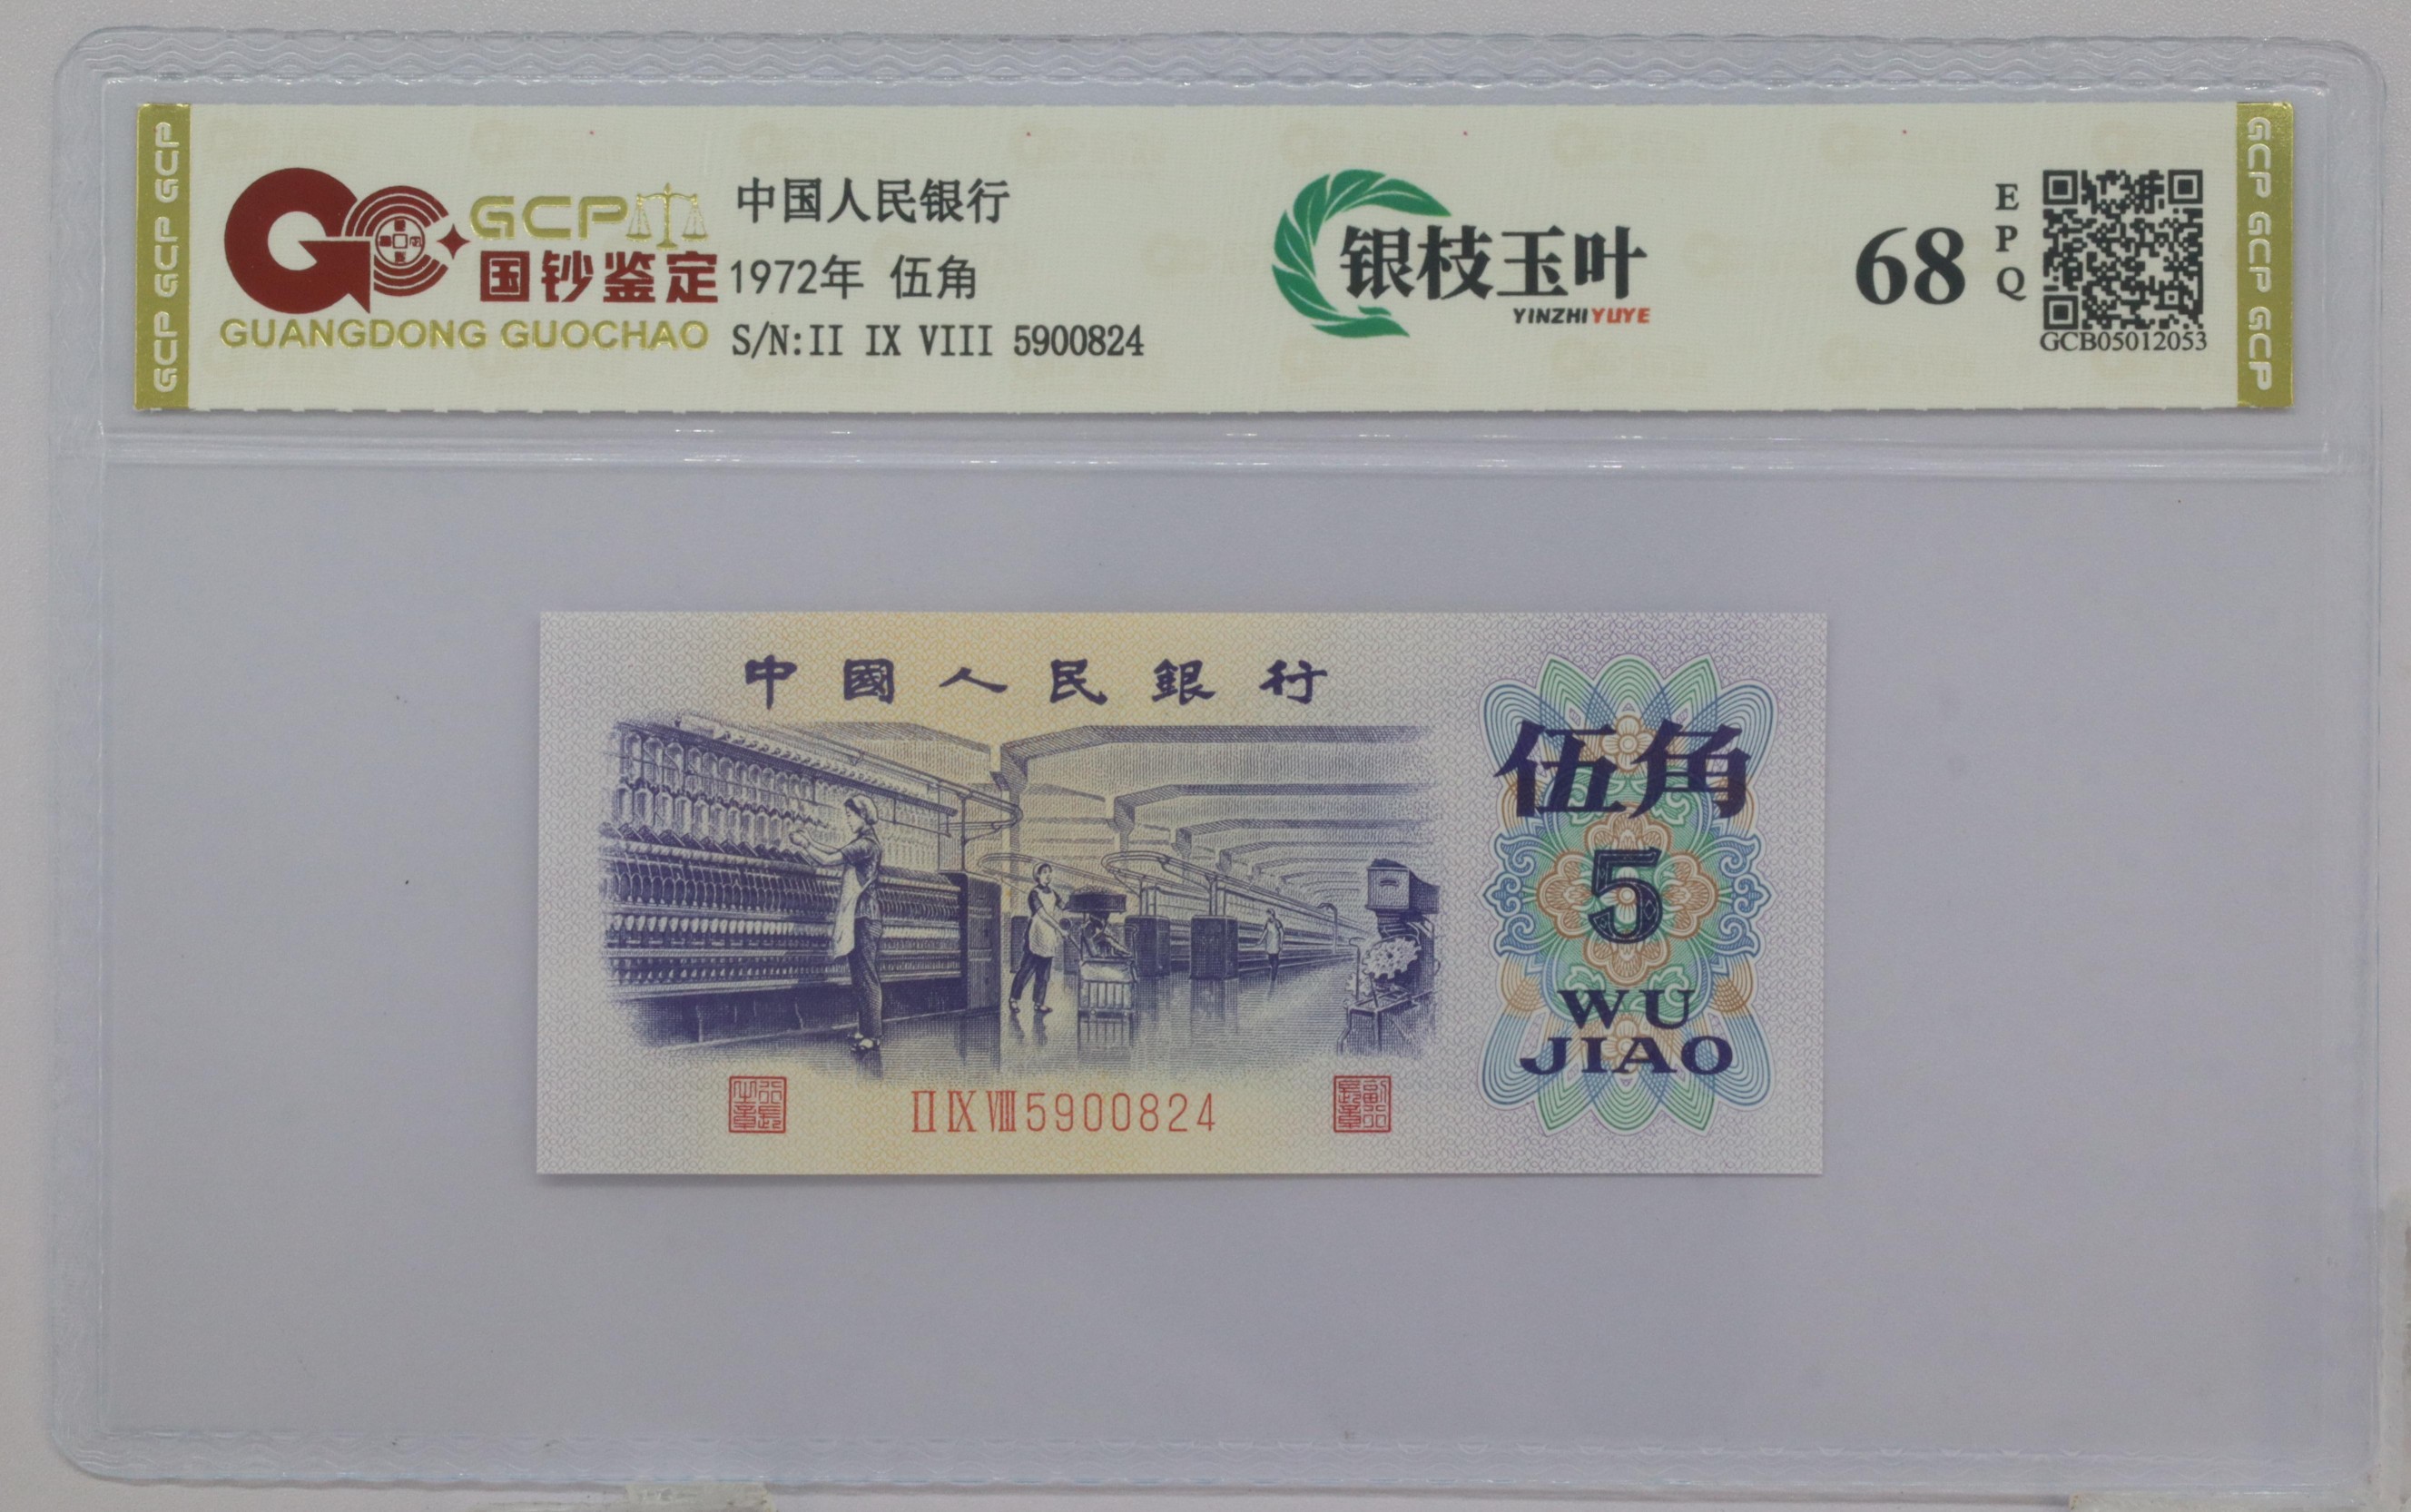 GCP GCP GCP
GCP
国钞鉴定
GUANGDONG GUOCHAO
中国人民银行
1972年 伍角
S/N:II IX VIII 5900824
银枝玉叶
YINZHIYUYE
68
EPQ
GCB05012053
GCP GCP GCP
中國人民銀行
伍角
5
WU
JIAO
II IX VIII 5900824